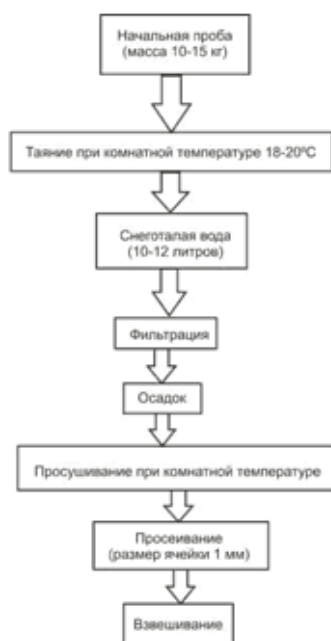 Начальная проба
(масса 10-15 кг)
Таяние при комнатной температуре 18-20ºС
Снеготалая вода
(10-12 литров)
Фильтрация
Осадок
Просушивание при комнатной температуре
Просеивание
(размер ячейки 1 мм)
Взвешивание